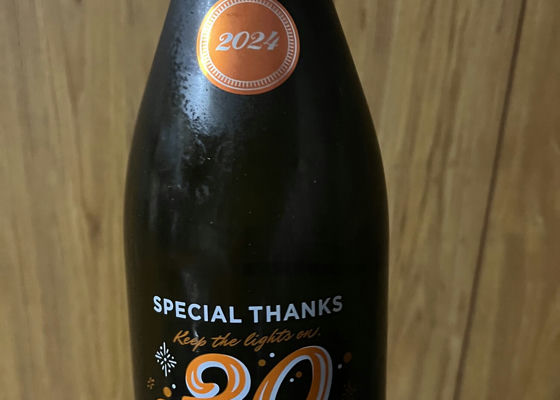 2024
SPECIAL THANKS
Keep the lights on.
30